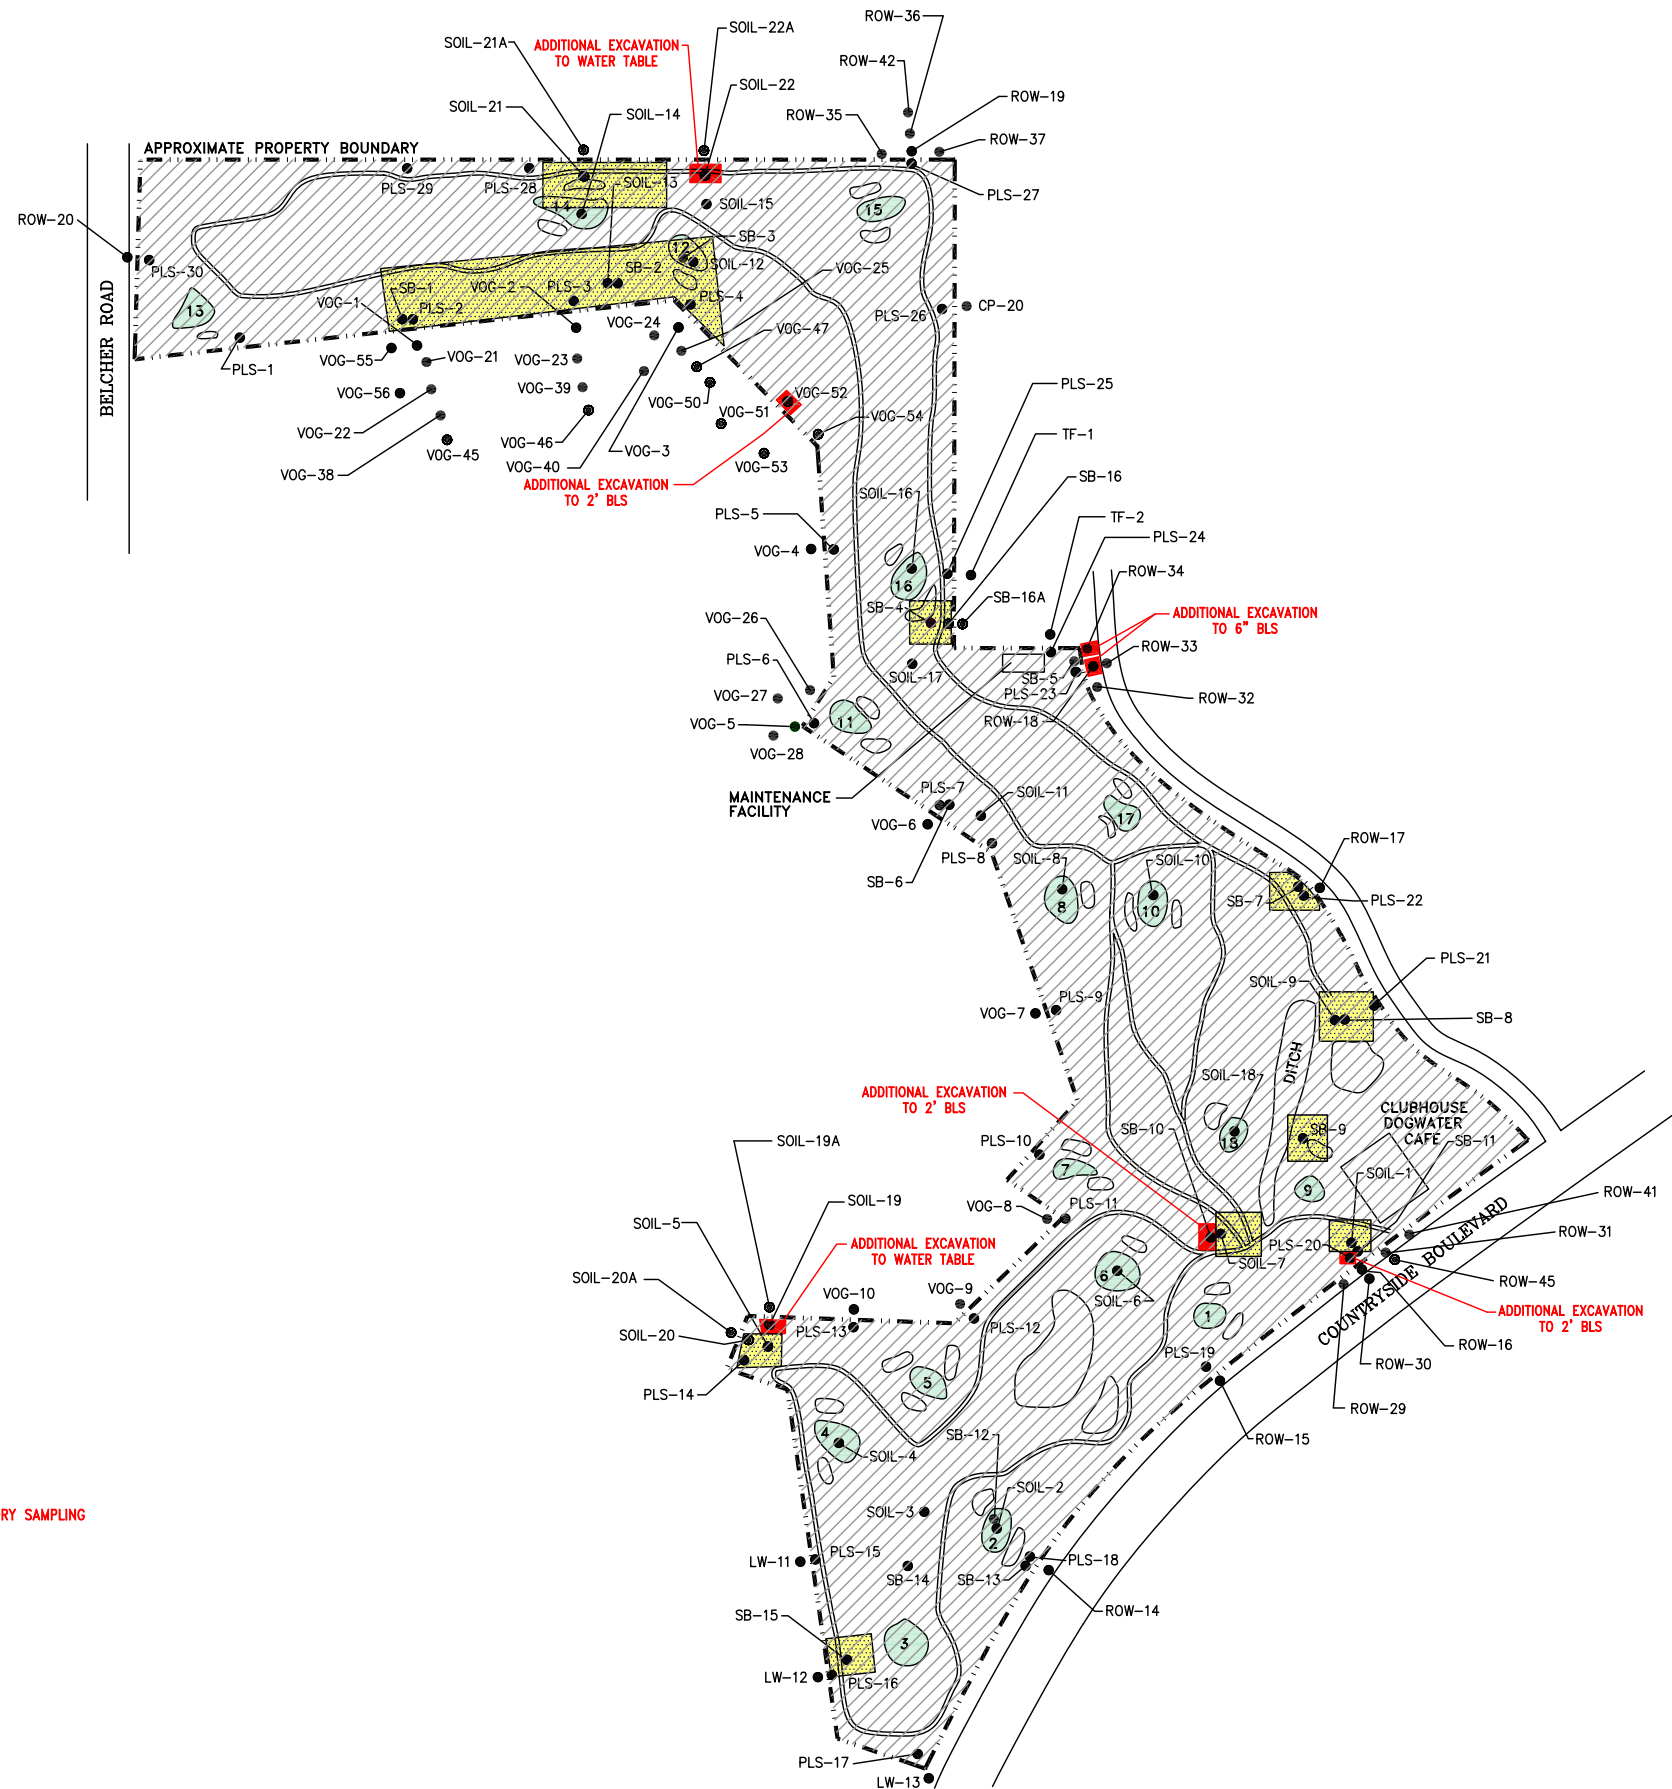 ROW-36
SOIL-22A
SOIL-21A
ADDITIONAL EXCAVATION
TO WATER TABLE
ROW-42
SOIL-22
ROW-19
SOIL-21
SOIL-14
ROW-35
ROW-37
APPROXIMATE PROPERTY BOUNDARY
PLS-29
PLS-28
SOIL-13
PLS-27
14
SOIL-15
15
ROW-20
SB-3
12
PLS-30
SB-2
SOIL-12
VOG-25
BELCHER ROAD
VOG-1
SB-1
VOG-2
PLS-3
PLS-4
13
PLS-2
CP-20
PLS-26
VOG-24
VOG-47
VOG-55
VOG-21
VOG-23
PLS-1
VOG-56
VOG-39
PLS-25
VOG-50
VOG-52
VOG-51
VOG-54
VOG-22
VOG-46
VOG-3
TF-1
VOG-45
VOG-53
VOG-38
VOG-40
ADDITIONAL EXCAVATION
TO 2' BLS
SB-16
SOIL-16
PLS-5
TF-2
VOG-4
PLS-24
16
ROW-34
SB-4
SB-16A
ADDITIONAL EXCAVATION
TO 6" BLS
VOG-26
ROW-33
PLS-6
SOIL-17
SB-5
PLS-23
VOG-27
ROW-32
VOG-5
11
ROW-18
VOG-28
MAINTENANCE
FACILITY
PLS-7
SOIL-11
VOG-6
17
ROW-17
PLS-8
SOIL-8
SOIL-10
SB-6
SB-7
PLS-22
8
10
PLS-21
SOIL-9
PLS-9
VOG-7
SB-8
DITCH
SOIL-18
ADDITIONAL EXCAVATION
TO 2' BLS
CLUBHOUSE
DOGWATER
CAFE
SB-10
SB-9
SB-11
SOIL-19A
PLS-10
18
7
SOIL-1
SOIL-19
9
ROW-41
VOG-8
PLS-11
SOIL-5
ROW-31
ADDITIONAL EXCAVATION
TO WATER TABLE
PLS-20
COUNTRYSIDE BOULEVARD
SOIL-7
SOIL-20A
6
ROW-45
VOG-10
VOG-9
SOIL-6
ADDITIONAL EXCAVATION
TO 2' BLS
1
SOIL-20
PLS-13
PLS-12
ROW-16
PLS-19
ROW-30
5
PLS-14
ROW-29
4
SB-12
ROW-15
SOIL-4
SOIL-2
SOIL-3
RY SAMPLING
2
LW-11
PLS-15
PLS-18
SB-14
SB-13
SB-15
ROW-14
3
LW-12
PLS-16
PLS-17
LW-13